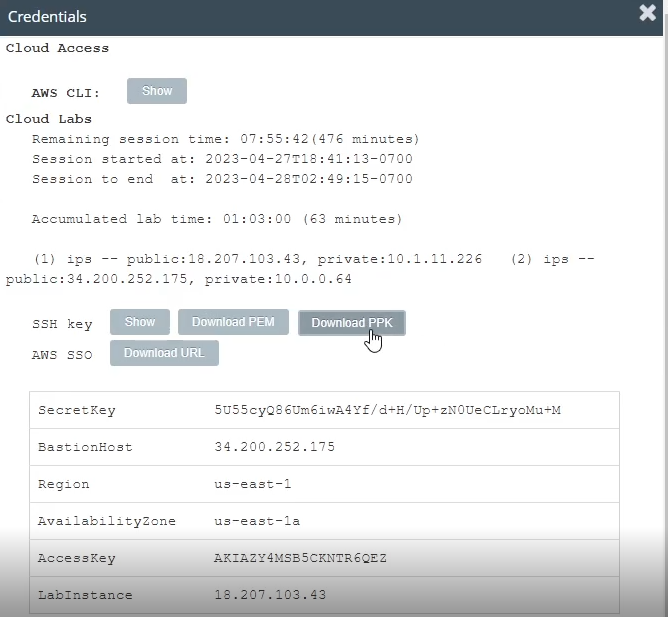 Credentials
Cloud Access
AWS CLI: Show
Cloud Labs
Remaining session time: 07:55:42(476 minutes)
Session started at: 2023-04-27T18:41:13-0700
Session to end  at: 2023-04-28T02:49:15-0700
Accumulated lab time: 01:03:00 (63 minutes)
(1) ips -- public:18.207.103.43, private:10.1.11.226   (2) ips --
public:34.200.252.175, private:10.0.0.64
SSH key Show Download PEM Download PPK
AWS SSO Download URL
SecretKey 5U55cyQ86Um6iwA4Yf/d+H/Up+zN0UeCLryoMu+M
BastionHost 34.200.252.175
Region us-east-1
AvailabilityZone us-east-1a
AccessKey AKIAZY4MSB5CKNTR6QEZ
LabInstance 18.207.103.43